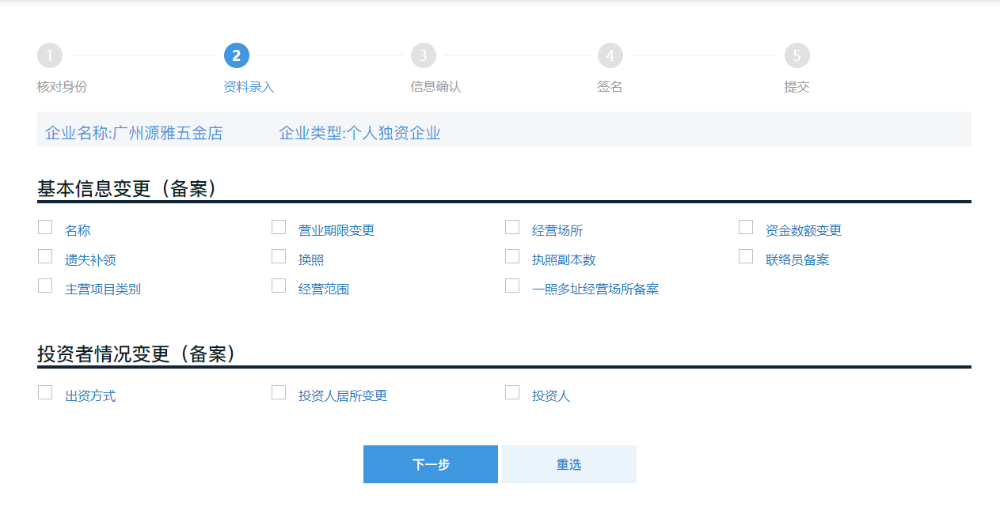 1 2 3 4 5
核对身份 资料录入 信息确认 签名 提交
企业名称:广州源雅五金店 企业类型:个人独资企业
基本信息变更（备案）
名称 营业期限变更 经营场所 资金数额变更
遗失补领 换照 执照副本数 联络员备案
主营项目类别 经营范围 一照多址经营场所备案
投资者情况变更（备案）
出资方式 投资人居所变更 投资人
下一步 重选